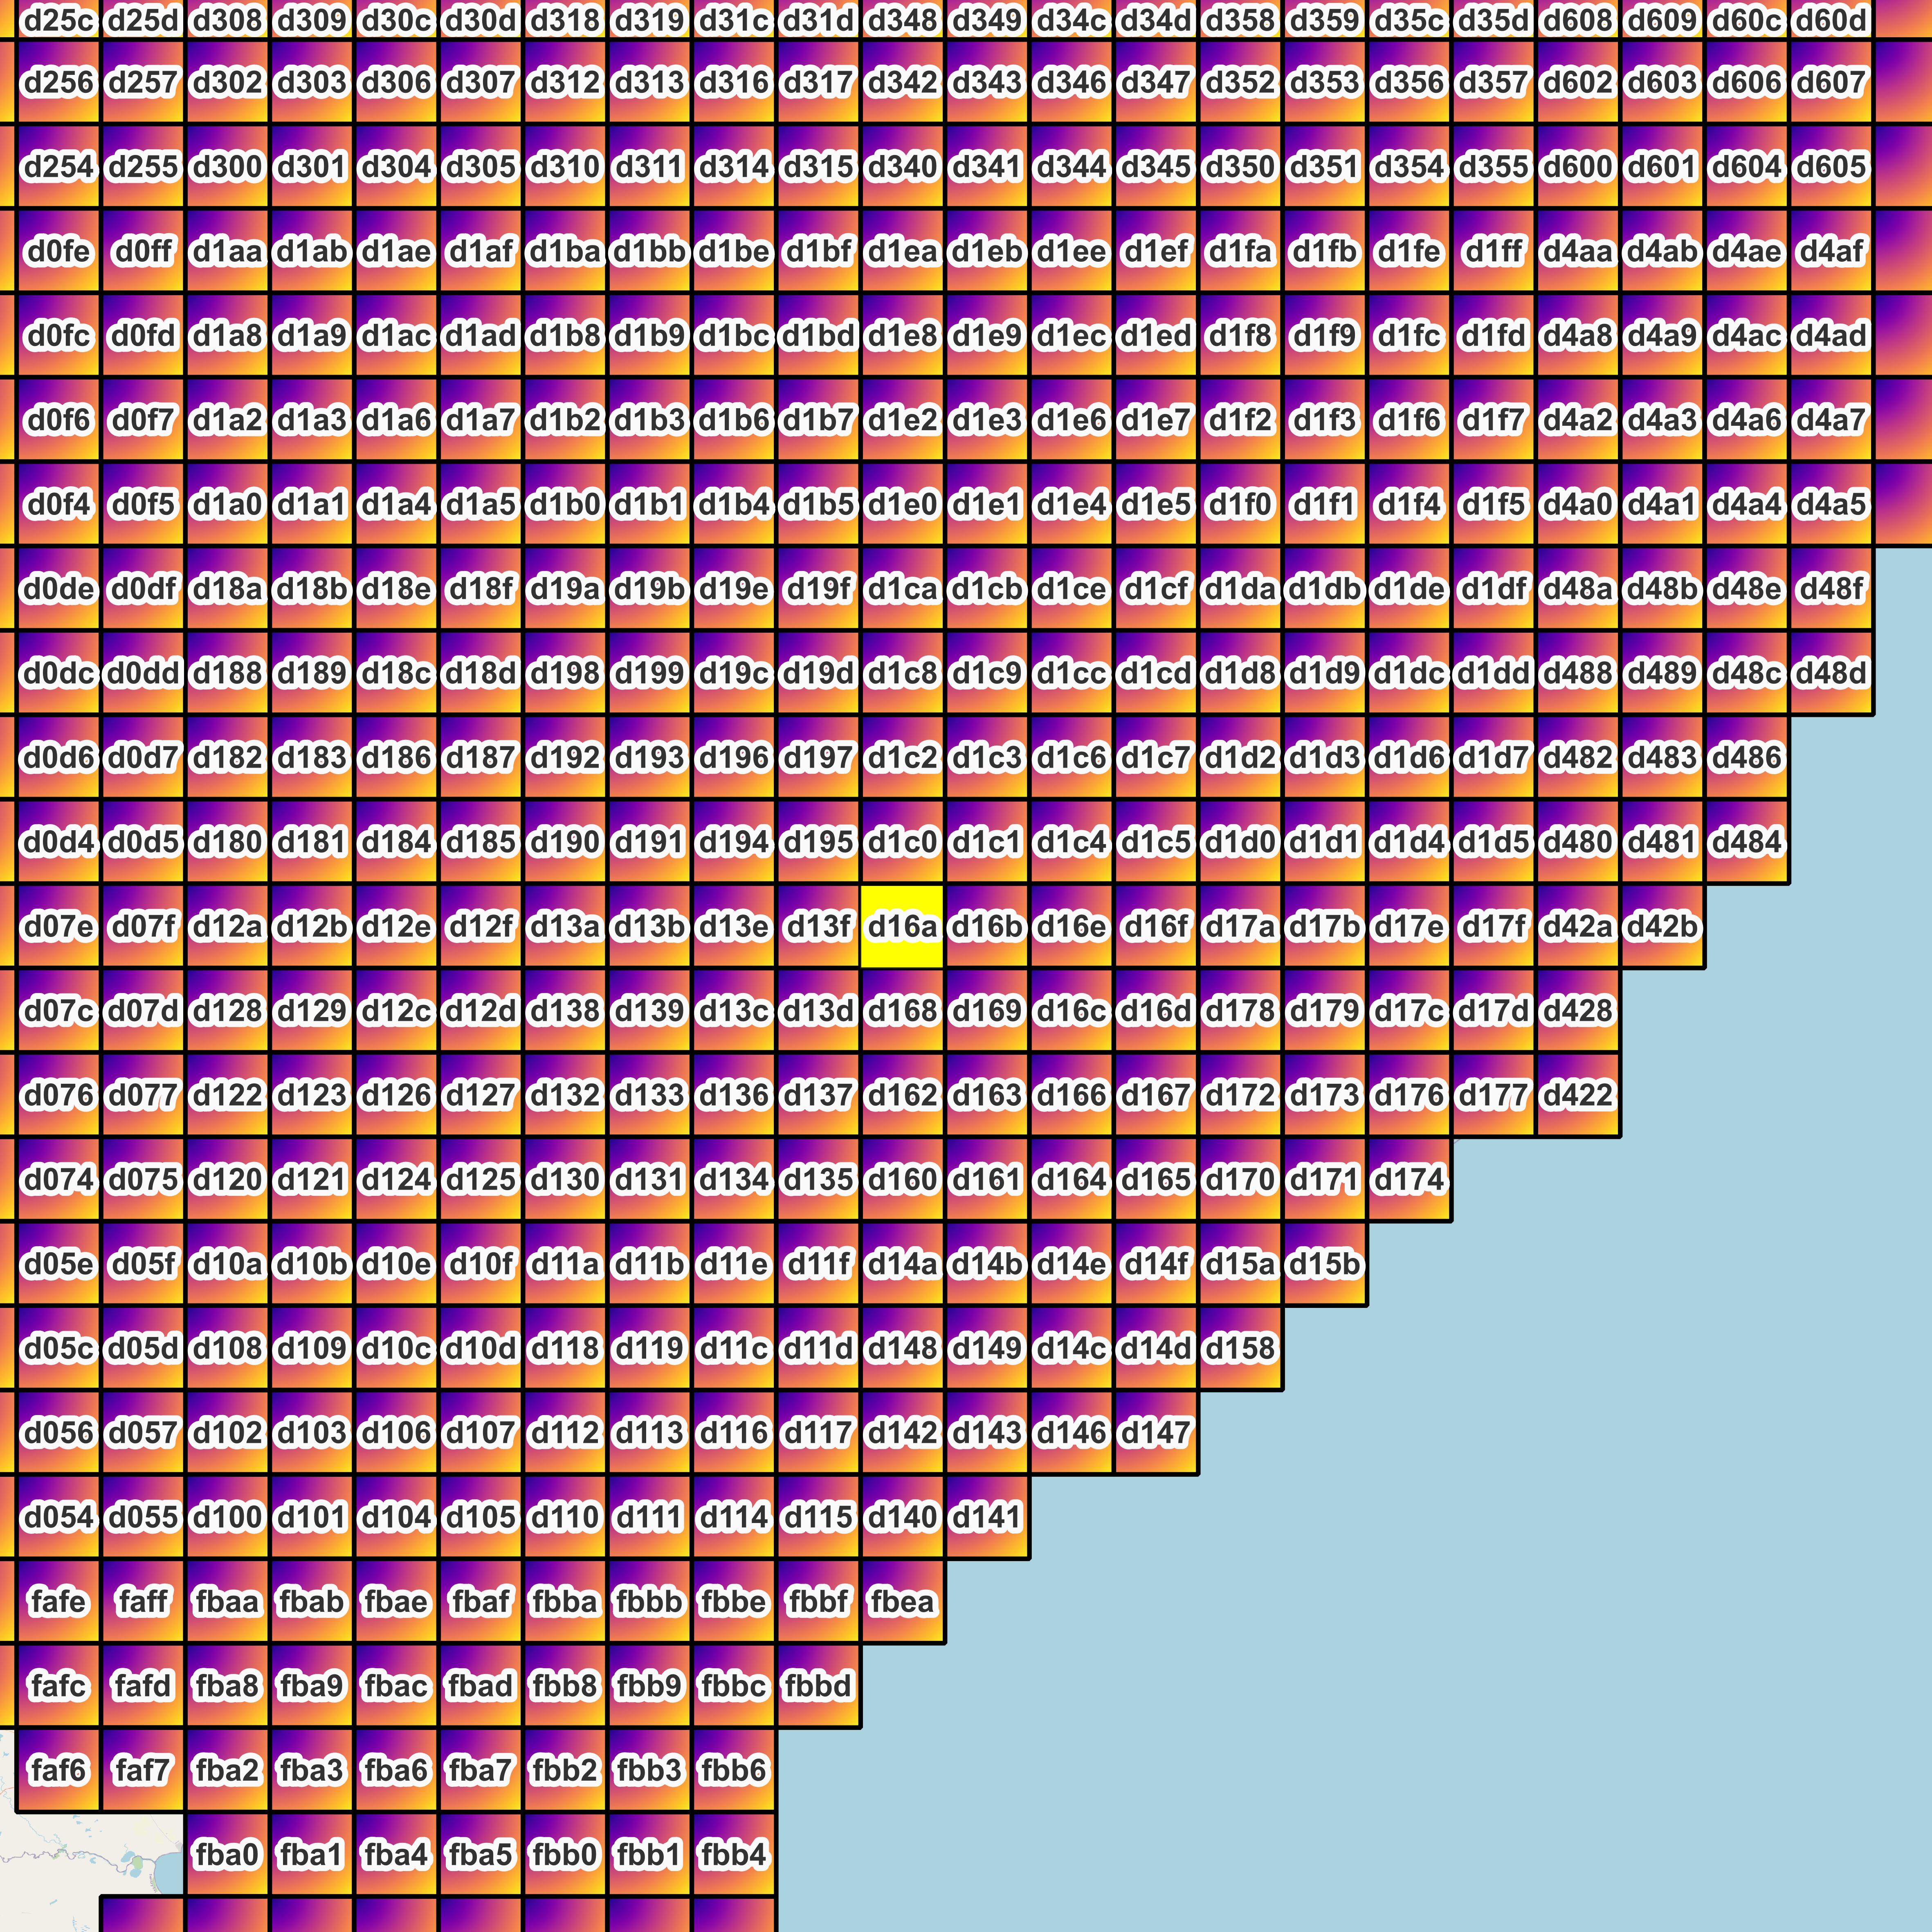 d25c d25d d308 d309 d30c d30d d318 d319 d31c d31d d348 d349 d34c d34d d358 d359 d35c d35d d608 d609 d60c d60d
d256 d257 d302 d303 d306 d307 d312 d313 d316 d317 d342 d343 d346 d347 d352 d353 d356 d357 d602 d603 d606 d607
d254 d255 d300 d301 d304 d305 d310 d311 d314 d315 d340 d341 d344 d345 d350 d351 d354 d355 d600 d601 d604 d605
d0fe d0ff d1aa d1ab d1ae d1af d1ba d1bb d1be d1bf d1ea d1eb d1ee d1ef d1fa d1fb d1fe d1ff d4aa d4ab d4ae d4af
d0fc d0fd d1a8 d1a9 d1ac d1ad d1b8 d1b9 d1bc d1bd d1e8 d1e9 d1ec d1ed d1f8 d1f9 d1fc d1fd d4a8 d4a9 d4ac d4ad
d0f6 d0f7 d1a2 d1a3 d1a6 d1a7 d1b2 d1b3 d1b6 d1b7 d1e2 d1e3 d1e6 d1e7 d1f2 d1f3 d1f6 d1f7 d4a2 d4a3 d4a6 d4a7
d0f4 d0f5 d1a0 d1a1 d1a4 d1a5 d1b0 d1b1 d1b4 d1b5 d1e0 d1e1 d1e4 d1e5 d1f0 d1f1 d1f4 d1f5 d4a0 d4a1 d4a4 d4a5
d0de d0df d18a d18b d18e d18f d19a d19b d19e d19f d1ca d1cb d1ce d1cf d1da d1db d1de d1df d48a d48b d48e d48f
d0dc d0dd d188 d189 d18c d18d d198 d199 d19c d19d d1c8 d1c9 d1cc d1cd d1d8 d1d9 d1dc d1dd d488 d489 d48c d48d
d0d6 d0d7 d182 d183 d186 d187 d192 d193 d196 d197 d1c2 d1c3 d1c6 d1c7 d1d2 d1d3 d1d6 d1d7 d482 d483 d486
d0d4 d0d5 d180 d181 d184 d185 d190 d191 d194 d195 d1c0 d1c1 d1c4 d1c5 d1d0 d1d1 d1d4 d1d5 d480 d481 d484
d07e d07f d12a d12b d12e d12f d13a d13b d13e d13f d16a d16b d16e d16f d17a d17b d17e d17f d42a d42b
d07c d07d d128 d129 d12c d12d d138 d139 d13c d13d d168 d169 d16c d16d d178 d179 d17c d17d d428
d076 d077 d122 d123 d126 d127 d132 d133 d136 d137 d162 d163 d166 d167 d172 d173 d176 d177 d422
d074 d075 d120 d121 d124 d125 d130 d131 d134 d135 d160 d161 d164 d165 d170 d171 d174
d05e d05f d10a d10b d10e d10f d11a d11b d11e d11f d14a d14b d14e d14f d15a d15b
d05c d05d d108 d109 d10c d10d d118 d119 d11c d11d d148 d149 d14c d14d d158
d056 d057 d102 d103 d106 d107 d112 d113 d116 d117 d142 d143 d146 d147
d054 d055 d100 d101 d104 d105 d110 d111 d114 d115 d140 d141
fafe faff fbaa fbab fbae fbaf fbba fbbb fbbe fbbf fbea
fafc fafd fba8 fba9 fbac fbad fbb8 fbb9 fbbc fbbd
faf6 faf7 fba2 fba3 fba6 fba7 fbb2 fbb3 fbb6
fba0 fba1 fba4 fba5 fbb0 fbb1 fbb4